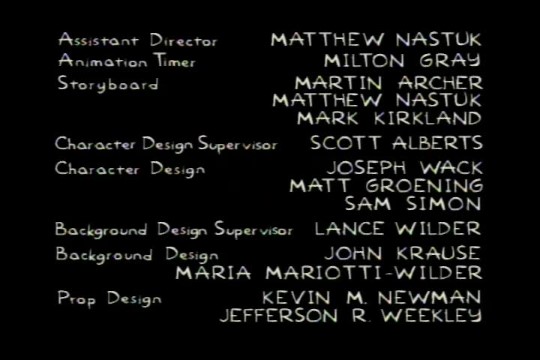 Assistant Director MATTHEW NASTUK
Animation Timer MILTON GRAY
Storyboard MARTIN ARCHER
MATTHEW NASTUK
MARK KIRKLAND
Character Design Supervisor SCOTT ALBERTS
Character Design JOSEPH WACK
MATT GROENING
SAM SIMON
Background Design Supervisor LANCE WILDER
Background Design JOHN KRAUSE
MARIA MARIOTTI-WILDER
Prop Design KEVIN M. NEWMAN
JEFFERSON R. WEEKLEY